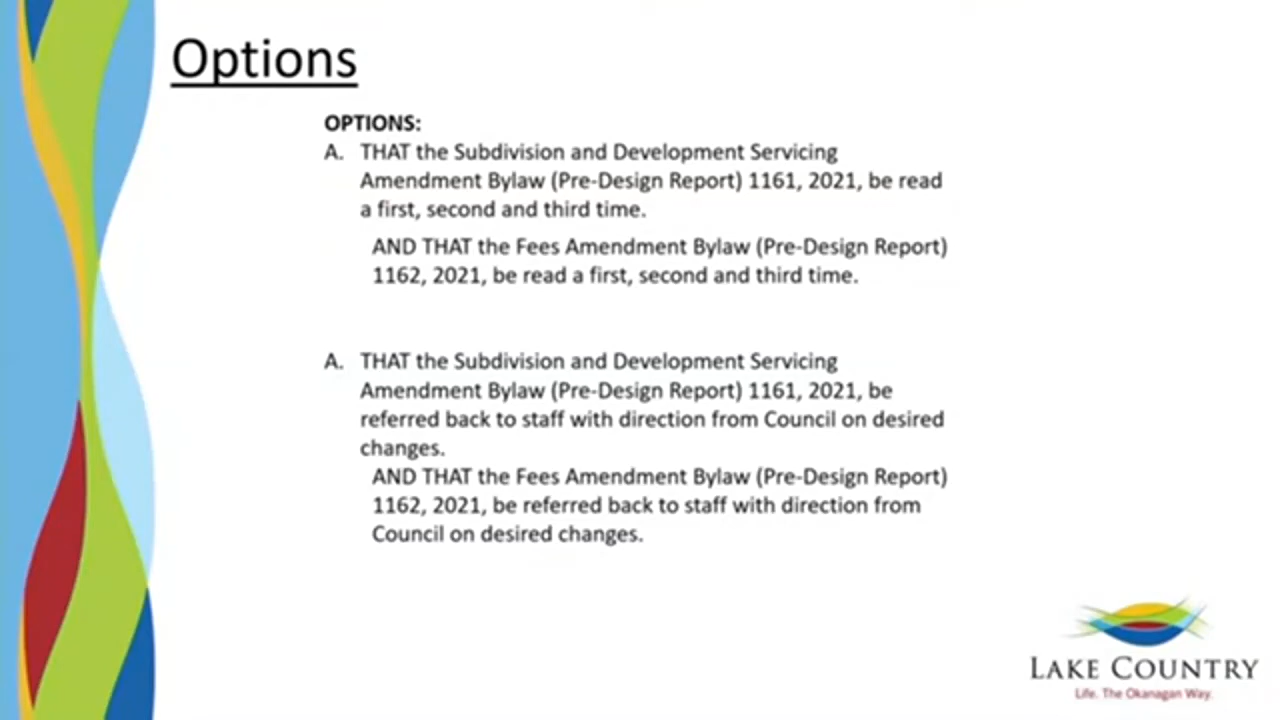 Options
OPTIONS:
A. THAT the Subdivision and Development Servicing
Amendment Bylaw (Pre-Design Report) 1161, 2021, be read
a first, second and third time.
AND THAT the Fees Amendment Bylaw (Pre-Design Report)
1162, 2021, be read a first, second and third time.
A. THAT the Subdivision and Development Servicing
Amendment Bylaw (Pre-Design Report) 1161, 2021, be
referred back to staff with direction from Council on desired
changes.
AND THAT the Fees Amendment Bylaw (Pre-Design Report)
1162, 2021, be referred back to staff with direction from
Council on desired changes.
LAKE COUNTRY
Life. The Okanagan Way.